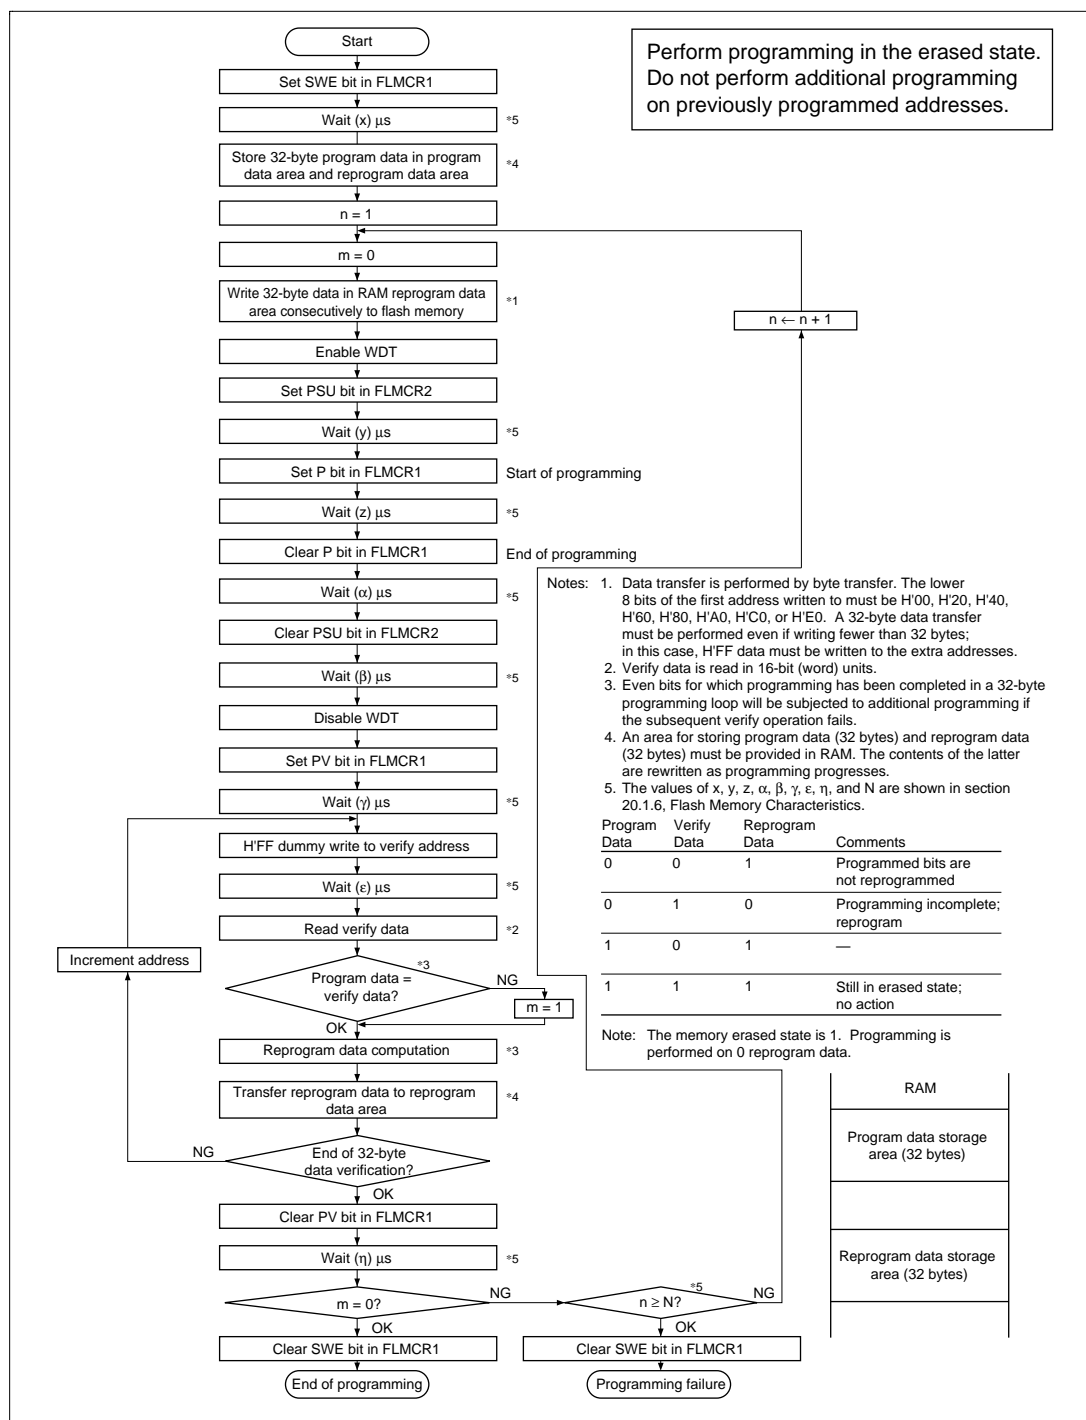 Start
Perform programming in the erased state.
Do not perform additional programming
on previously programmed addresses.
Set SWE bit in FLMCR1
Wait (x) μs
*5
Store 32-byte program data in program
data area and reprogram data area
*4
n = 1
m = 0
Write 32-byte data in RAM reprogram data
area consecutively to flash memory
*1
n ← n + 1
Enable WDT
Set PSU bit in FLMCR2
Wait (y) μs
*5
Set P bit in FLMCR1
Start of programming
Wait (z) μs
*5
Clear P bit in FLMCR1
End of programming
Wait (α) μs
*5
Clear PSU bit in FLMCR2
Wait (β) μs
*5
Disable WDT
Set PV bit in FLMCR1
Wait (γ) μs
*5
H'FF dummy write to verify address
Wait (ε) μs
*5
Read verify data
*2
Increment address
Program data =
verify data?
*3
NG
m = 1
OK
Reprogram data computation
*3
Transfer reprogram data to reprogram
data area
*4
NG
End of 32-byte
data verification?
OK
Clear PV bit in FLMCR1
Wait (η) μs
*5
m = 0?
NG
n ≥ N?
*5
NG
OK
OK
Clear SWE bit in FLMCR1
Clear SWE bit in FLMCR1
End of programming
Programming failure
Notes: 1. Data transfer is performed by byte transfer. The lower
8 bits of the first address written to must be H'00, H'20, H'40,
H'60, H'80, H'A0, H'C0, or H'E0. A 32-byte data transfer
must be performed even if writing fewer than 32 bytes;
in this case, H'FF data must be written to the extra addresses.
2. Verify data is read in 16-bit (word) units.
3. Even bits for which programming has been completed in a 32-byte
programming loop will be subjected to additional programming if
the subsequent verify operation fails.
4. An area for storing program data (32 bytes) and reprogram data
(32 bytes) must be provided in RAM. The contents of the latter
are rewritten as programming progresses.
5. The values of x, y, z, α, β, γ, ε, η, and N are shown in section
20.1.6, Flash Memory Characteristics.
Program Verify Reprogram
Data Data Data Comments
0 0 1 Programmed bits are
not reprogrammed
0 1 0 Programming incomplete;
reprogram
1 0 1 —
1 1 1 Still in erased state;
no action
Note: The memory erased state is 1. Programming is
performed on 0 reprogram data.
RAM
Program data storage
area (32 bytes)
Reprogram data storage
area (32 bytes)